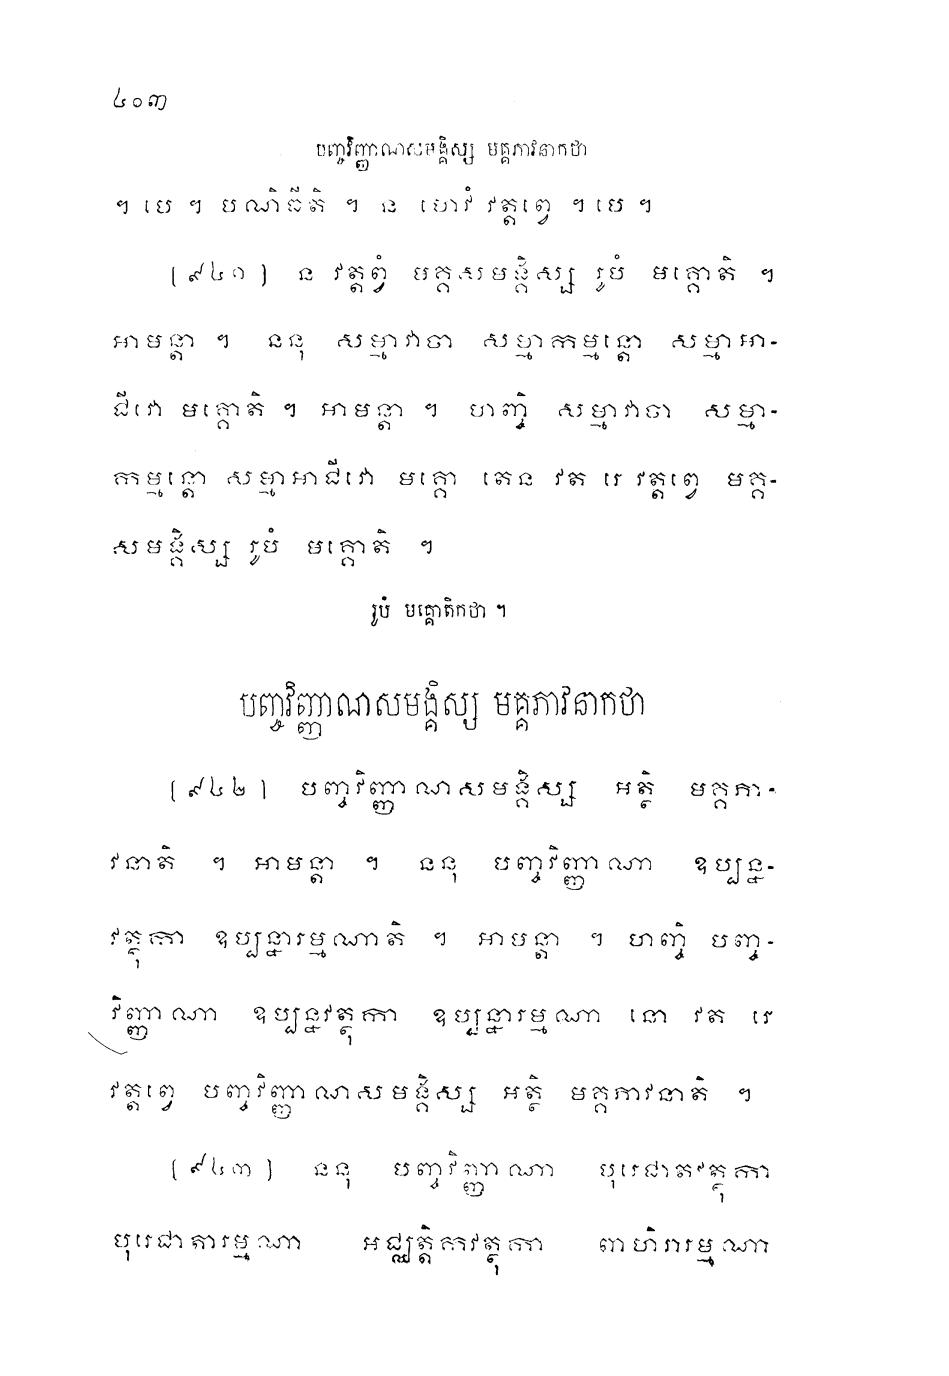 ៤០៣
បញ្ចវិញ្ញាណសមង្គិស្ស មគ្គភាវនាកថា
។ បេ ។ បណិធីតិ ។ ន ហេវំ វត្តព្វេ ។ បេ ។
[៩៤១] ន វត្តព្វំ មគ្គសមង្គិស្ស រូបំ មគ្គោតិ ។
អាមន្តា ។ ននុ សម្មាវាចា សម្មាកម្មន្តោ សម្មាអា-
ជីវោ មគ្គោតិ ។ អាមន្តា ។ ហញ្ចិ សម្មាវាចា សម្មា-
កម្មន្តោ សម្មាអាជីវោ មគ្គោ តេន វត រេ វត្តព្វេ មគ្គ-
សមង្គិស្ស រូបំ មគ្គោតិ ។
រូបំ មគ្គោតិកថា ។
បញ្ចវិញ្ញាណសមង្គិស្ស មគ្គភាវនាកថា
[៩៤២] បញ្ចវិញ្ញាណសមង្គិស្ស អត្ថិ មគ្គភា-
វនាតិ ។ អាមន្តា ។ ននុ បញ្ចវិញ្ញាណា ឧប្បន្ន-
វត្ថុកា ឧប្បន្នារម្មណាតិ ។ អាមន្តា ។ ហញ្ចិ បញ្ច-
វិញ្ញាណា ឧប្បន្នវត្ថុកា ឧប្បន្នារម្មណា នោ វត រេ
វត្តព្វេ បញ្ចវិញ្ញាណសមង្គិស្ស អត្ថិ មគ្គភាវនាតិ ។
[៩៤៣] ននុ បញ្ចវិញ្ញាណា បុរេជាតវត្ថុកា
បុរេជាតារម្មណា អជ្ឈត្តិកវត្ថុកា ពាហិរារម្មណា